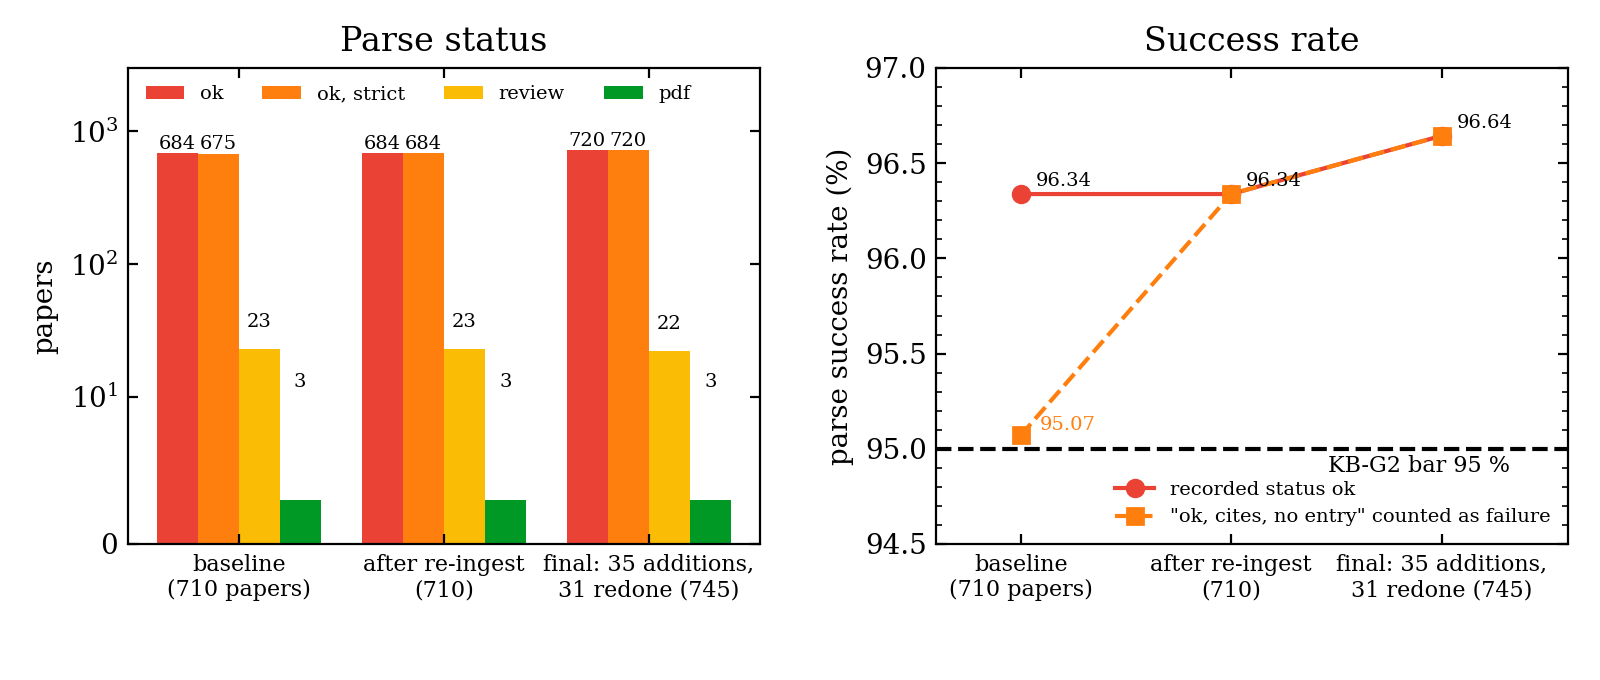 Parse status
ok
ok, strict
review
pdf
papers
10³
10²
10¹
0
684
675
23
3
684
684
23
3
720
720
22
3
baseline
(710 papers)
after re-ingest
(710)
final: 35 additions,
31 redone (745)
Success rate
parse success rate (%)
97.0
96.5
96.0
95.5
95.0
94.5
96.34
96.34
96.64
95.07
KB-G2 bar 95 %
recorded status ok
"ok, cites, no entry" counted as failure
baseline
(710 papers)
after re-ingest
(710)
final: 35 additions,
31 redone (745)